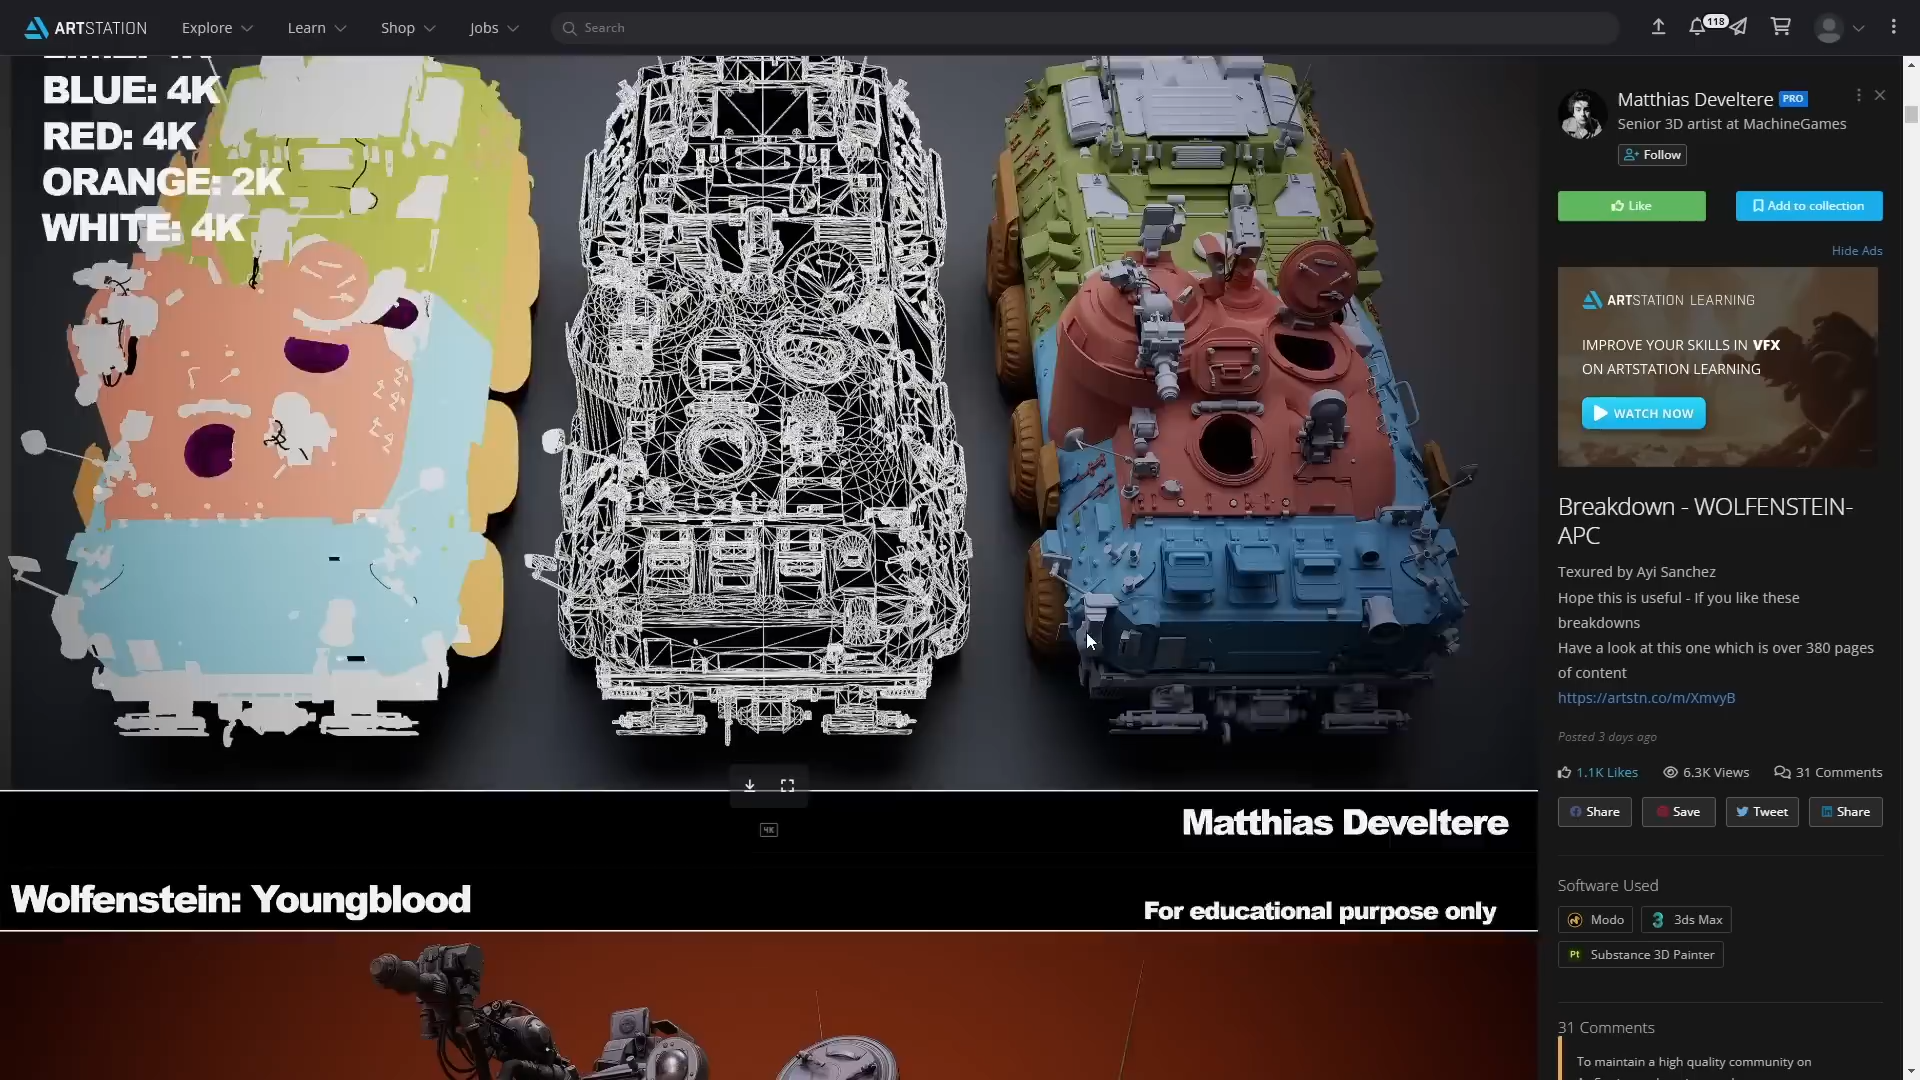 ARTSTATION
Explore
Learn
Shop
Jobs
Search
118
BLUE: 4K
RED: 4K
ORANGE: 2K
WHITE: 4K
Matthias Develtere
4K
Wolfenstein: Youngblood
For educational purpose only
Matthias Develtere PRO
Senior 3D artist at MachineGames
Follow
Like
Add to collection
Hide Ads
ARTSTATION LEARNING
IMPROVE YOUR SKILLS IN VFX
ON ARTSTATION LEARNING
WATCH NOW
Breakdown - WOLFENSTEIN-
APC
Texured by Ayi Sanchez
Hope this is useful - If you like these
breakdowns
Have a look at this one which is over 380 pages
of content
https://artstn.co/m/XmvyB
Posted 3 days ago
1.1K Likes
6.3K Views
31 Comments
Share
Save
Tweet
Share
Software Used
Modo
3 3ds Max
Pt Substance 3D Painter
31 Comments
To maintain a high quality community on